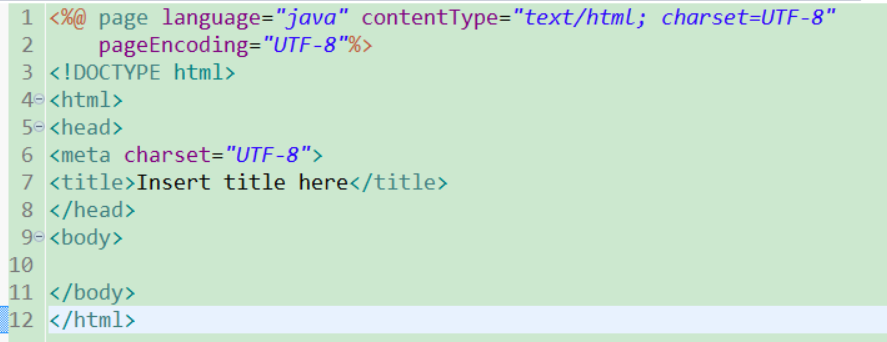 1 <%@ page language="java" contentType="text/html; charset=UTF-8"
2     pageEncoding="UTF-8"%>
3 <!DOCTYPE html>
4 <html>
5 <head>
6 <meta charset="UTF-8">
7 <title>Insert title here</title>
8 </head>
9 <body>
10
11 </body>
12 </html>